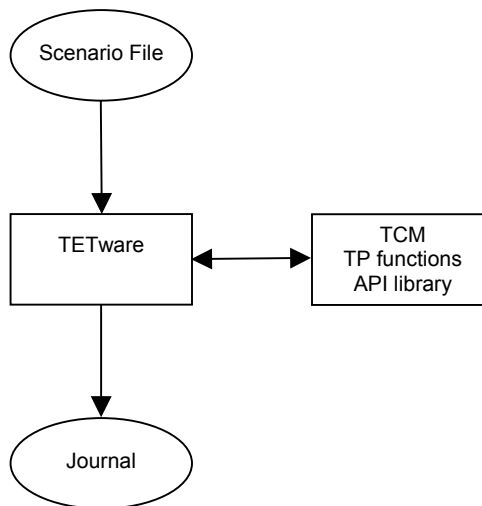 Scenario File
TETware
TCM
TP functions
API library
Journal